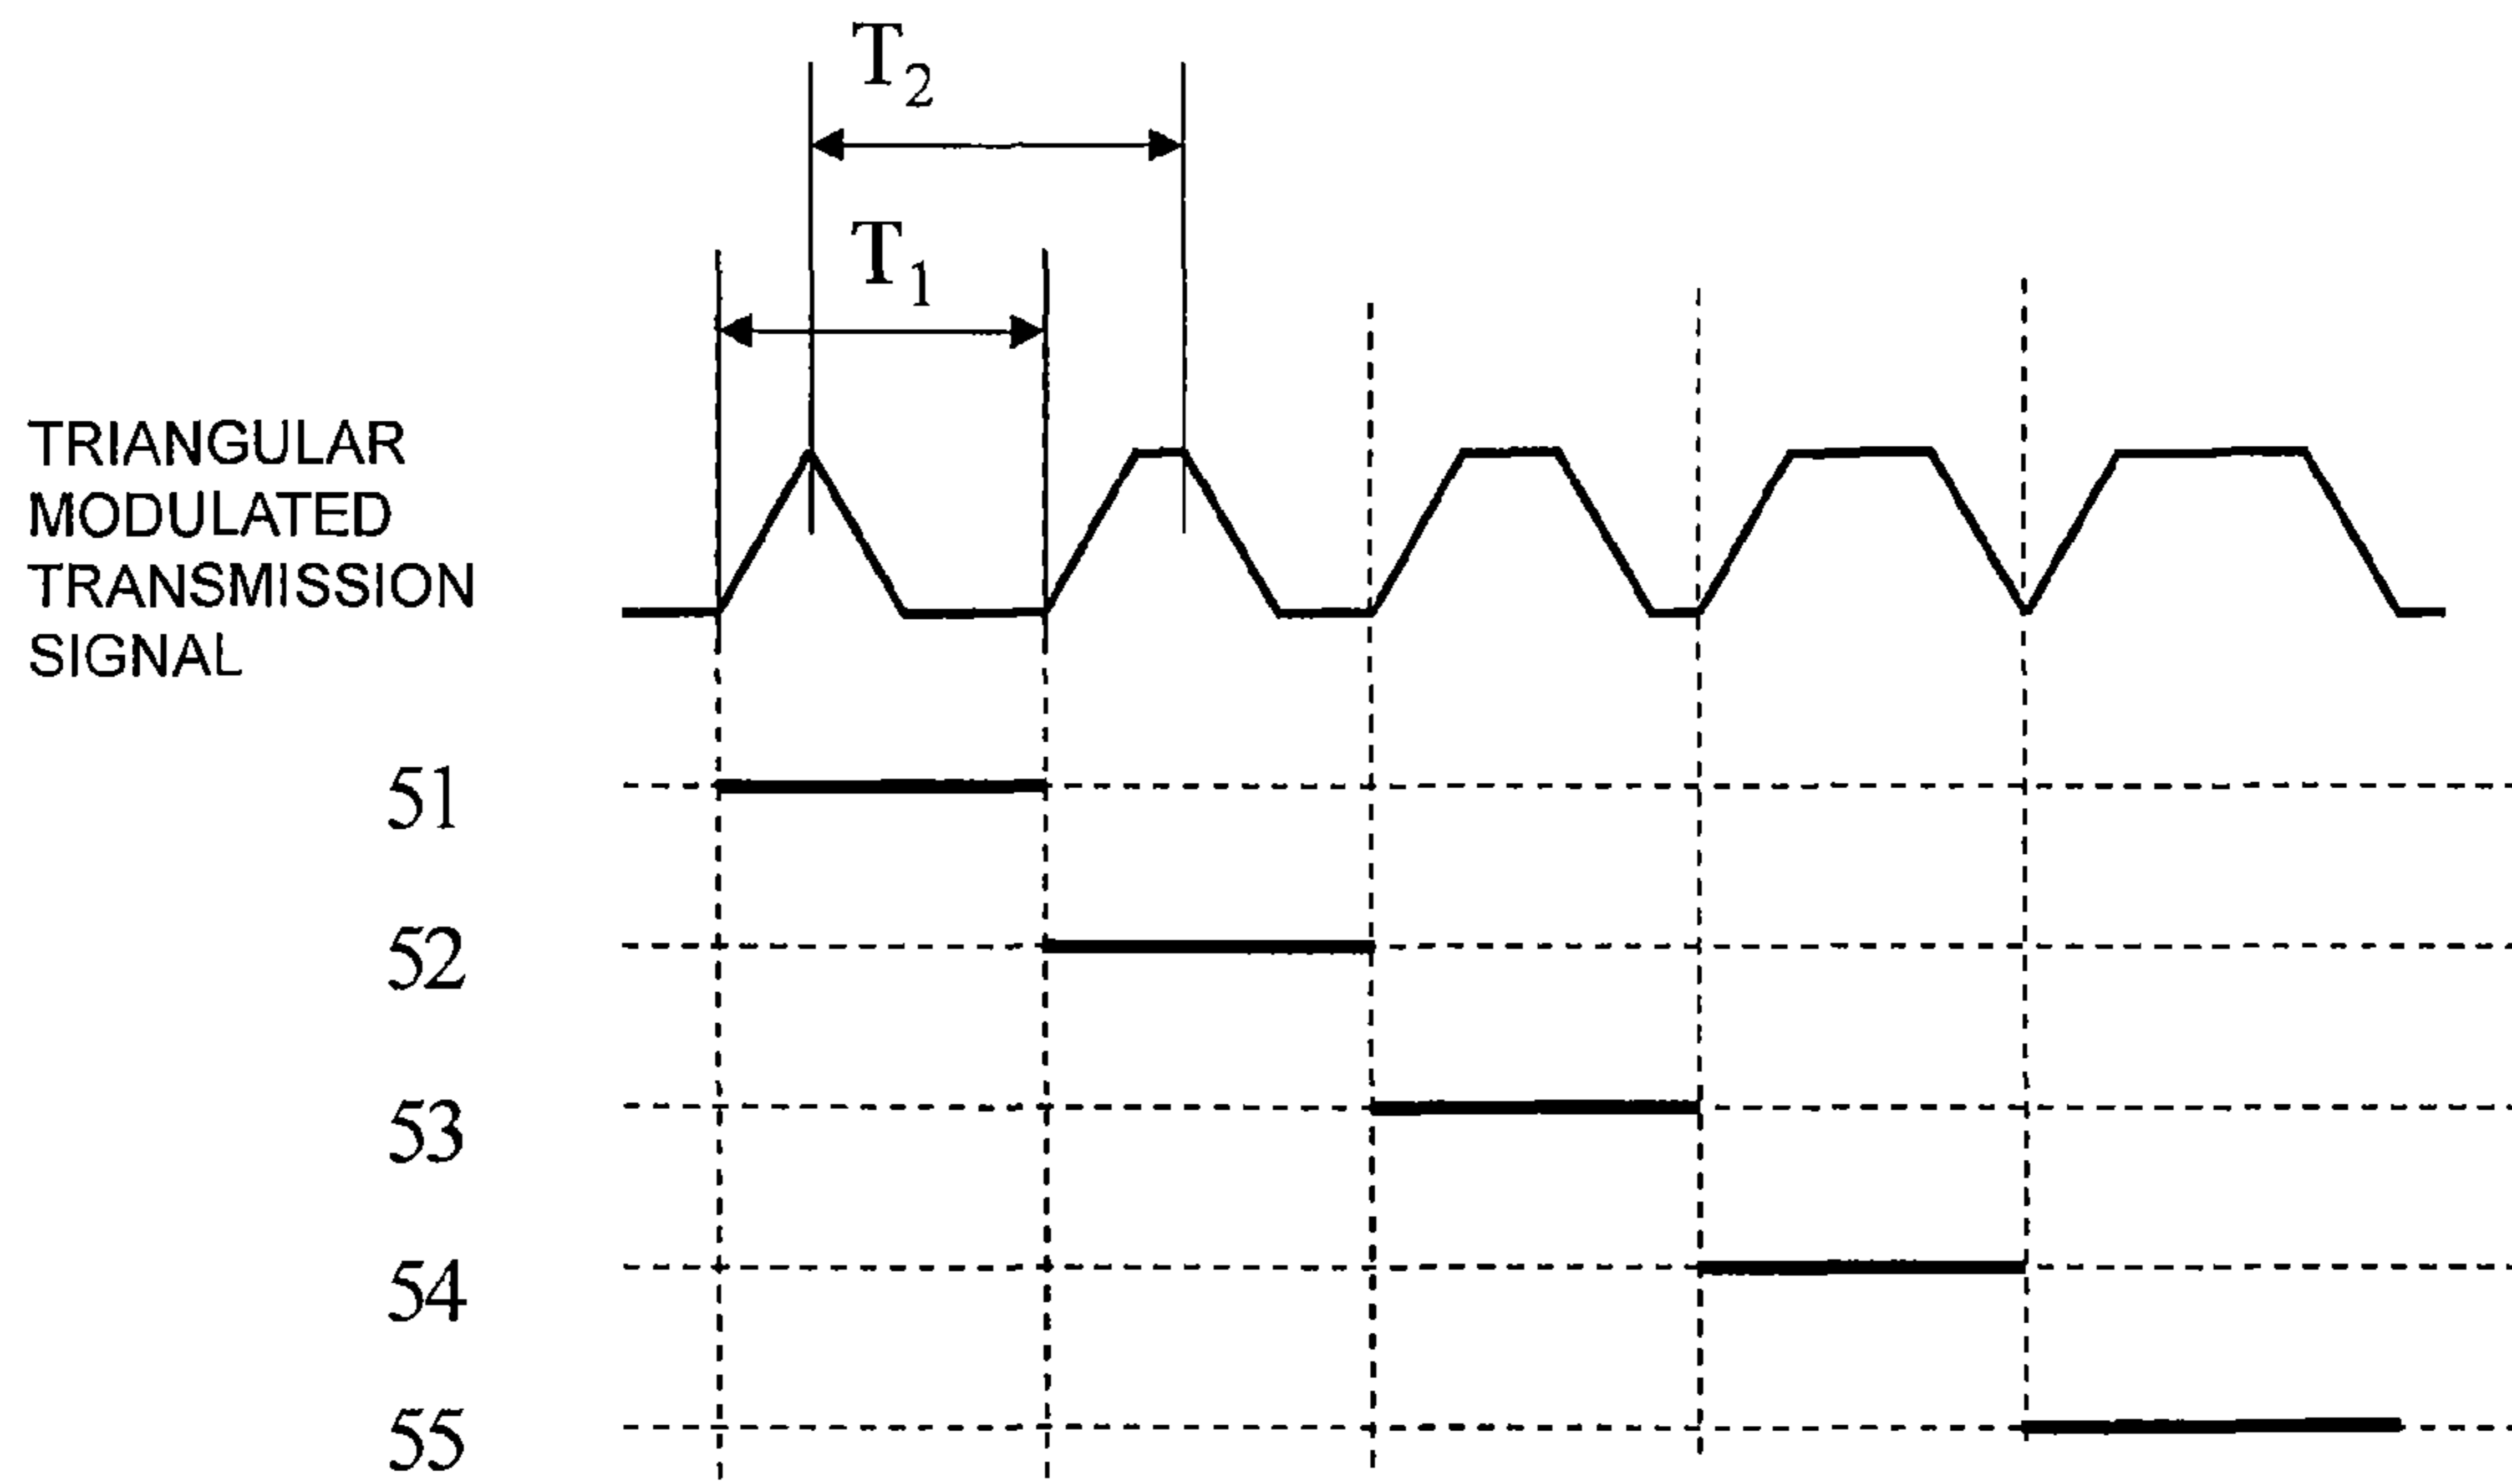 T2
T1
TRIANGULAR
MODULATED
TRANSMISSION
SIGNAL
51
52
53
54
55